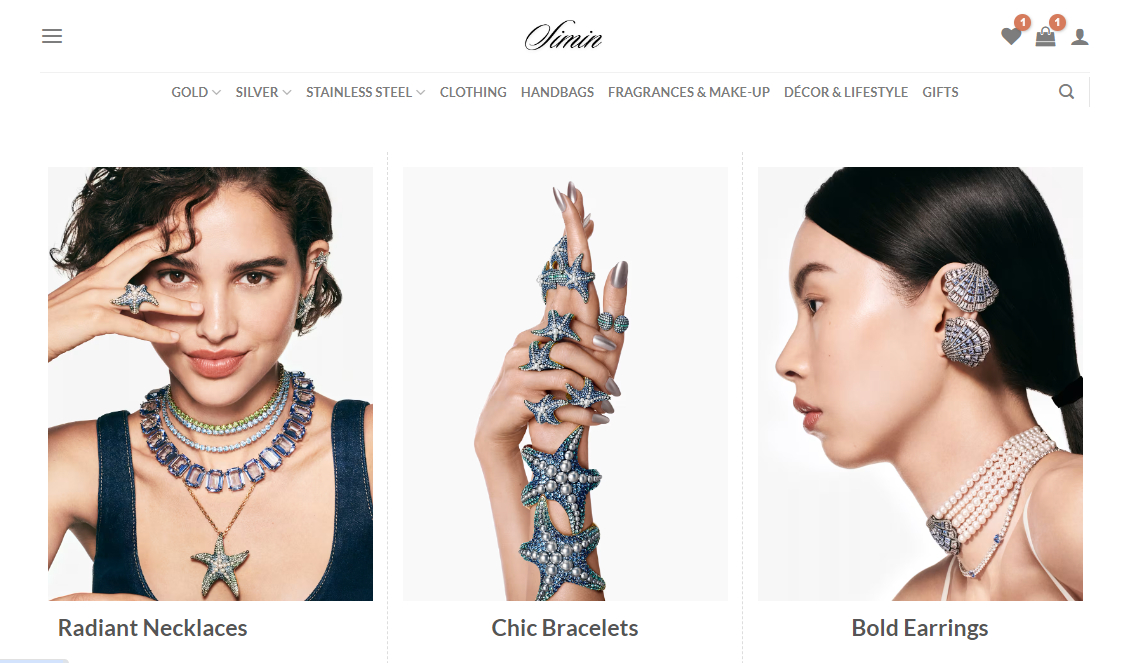 Simin
1
1
GOLD SILVER STAINLESS STEEL CLOTHING HANDBAGS FRAGRANCES & MAKE-UP DÉCOR & LIFESTYLE GIFTS
Radiant Necklaces
Chic Bracelets
Bold Earrings